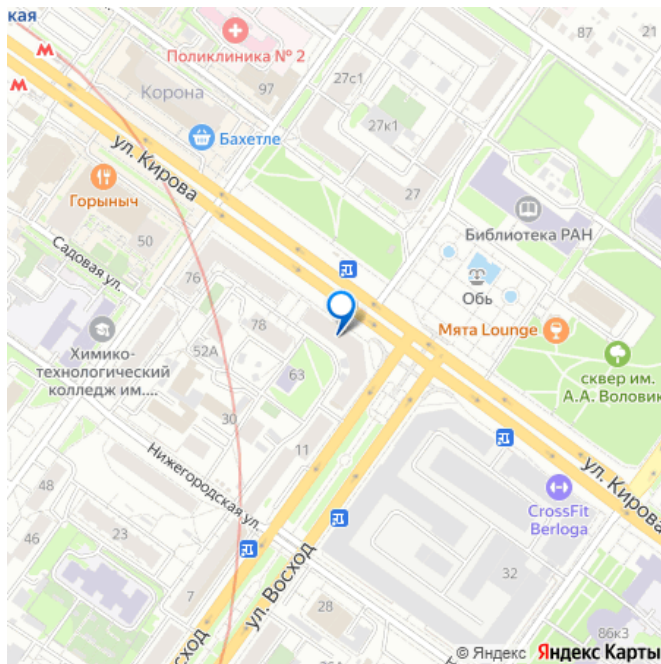 ская
Поликлиника № 2
87
21
27с1
97
Корона
27к1
Бахетле
ул. Кирова
Горыныч
27
50
Библиотека РАН
Садовая ул.
76
Обь
78
Мята Lounge
Химико-
технологический
колледж им....
52А
сквер им.
А.А. Воловик
63
30
11
Нижегородская ул.
ул. Кирова
48
CrossFit
Berloga
23
46
32
ул. Восход
7
28
сход
86к3
© Яндекс Яндекс Карты